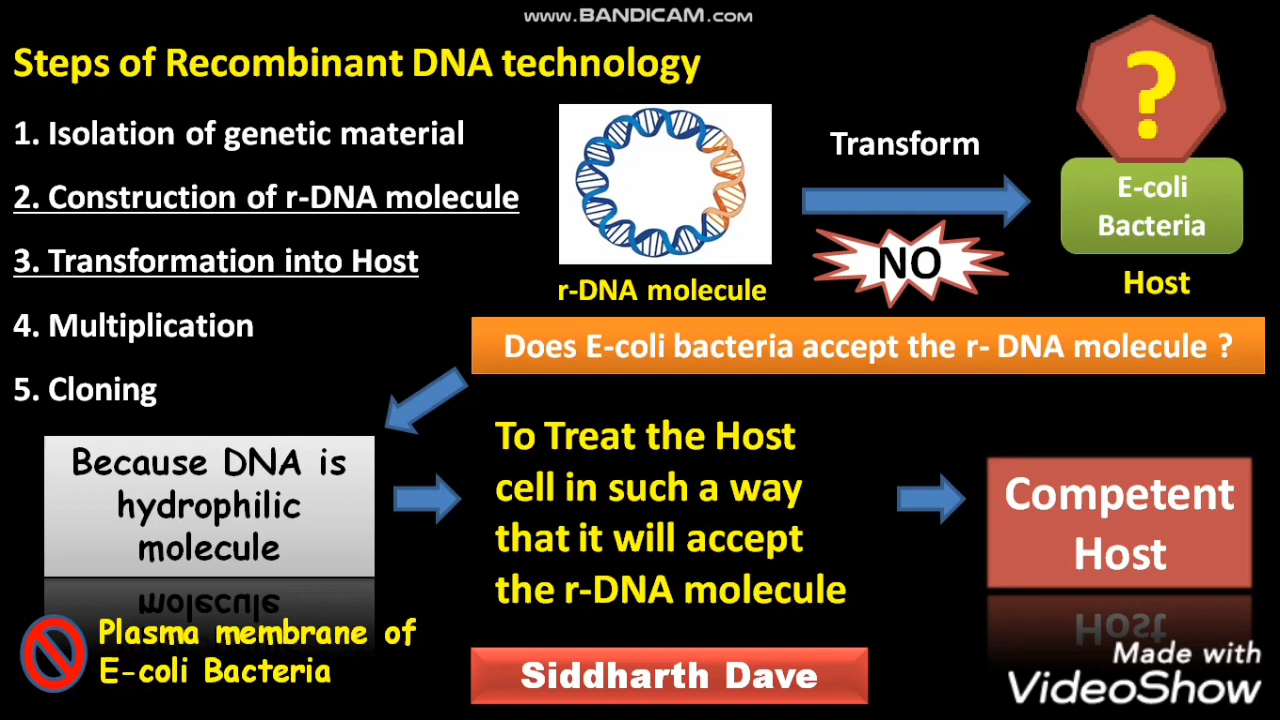 www.BANDICAM.com
Steps of Recombinant DNA technology
1. Isolation of genetic material
2. Construction of r-DNA molecule
3. Transformation into Host
4. Multiplication
5. Cloning
r-DNA molecule
Transform
NO
?
E-coli
Bacteria
Host
Does E-coli bacteria accept the r- DNA molecule ?
Because DNA is
hydrophilic
molecule
Plasma membrane of
E-coli Bacteria
To Treat the Host
cell in such a way
that it will accept
the r-DNA molecule
Competent
Host
Siddharth Dave
Made with
VideoShow